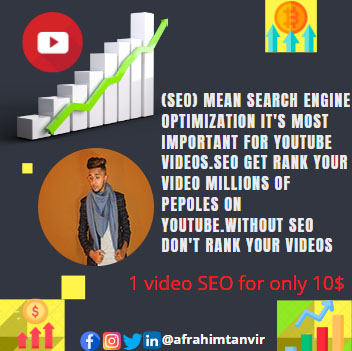 (SEO) MEAN SEARCH ENGINE
OPTIMIZATION IT'S MOST
IMPORTANT FOR YOUTUBE
VIDEOS.SEO GET RANK YOUR
VIDEO MILLIONS OF
PEPOLES ON
YOUTUBE.WITHOUT SEO
DON'T RANK YOUR VIDEOS
1 video SEO for only 10$
@afrahimtanvir